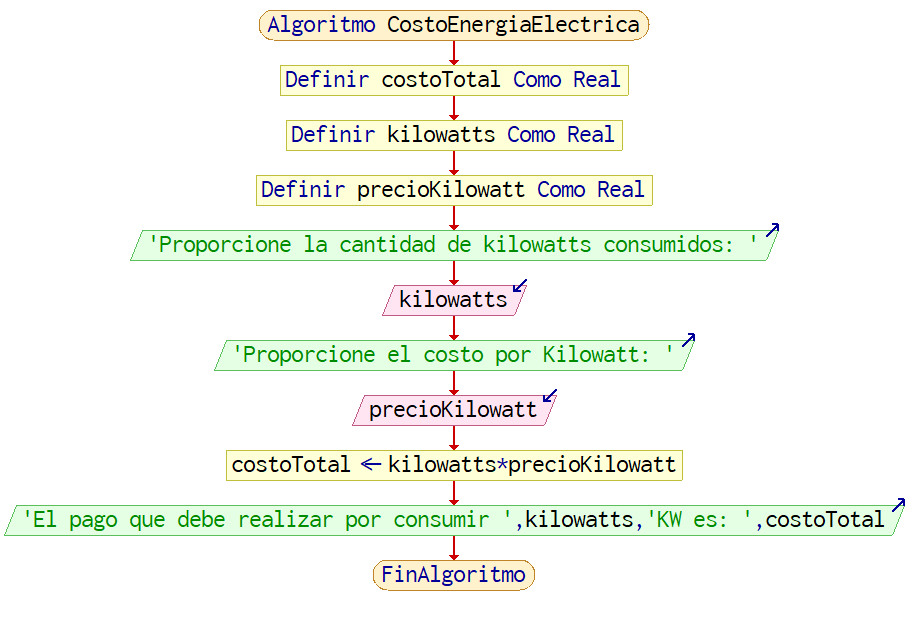 Algoritmo CostoEnergiaElectrica
Definir costoTotal Como Real
Definir kilowatts Como Real
Definir precioKilowatt Como Real
'Proporcione la cantidad de kilowatts consumidos: '
kilowatts
'Proporcione el costo por Kilowatt: '
precioKilowatt
costoTotal ← kilowatts*precioKilowatt
'El pago que debe realizar por consumir ',kilowatts,'KW es: ',costoTotal
FinAlgoritmo